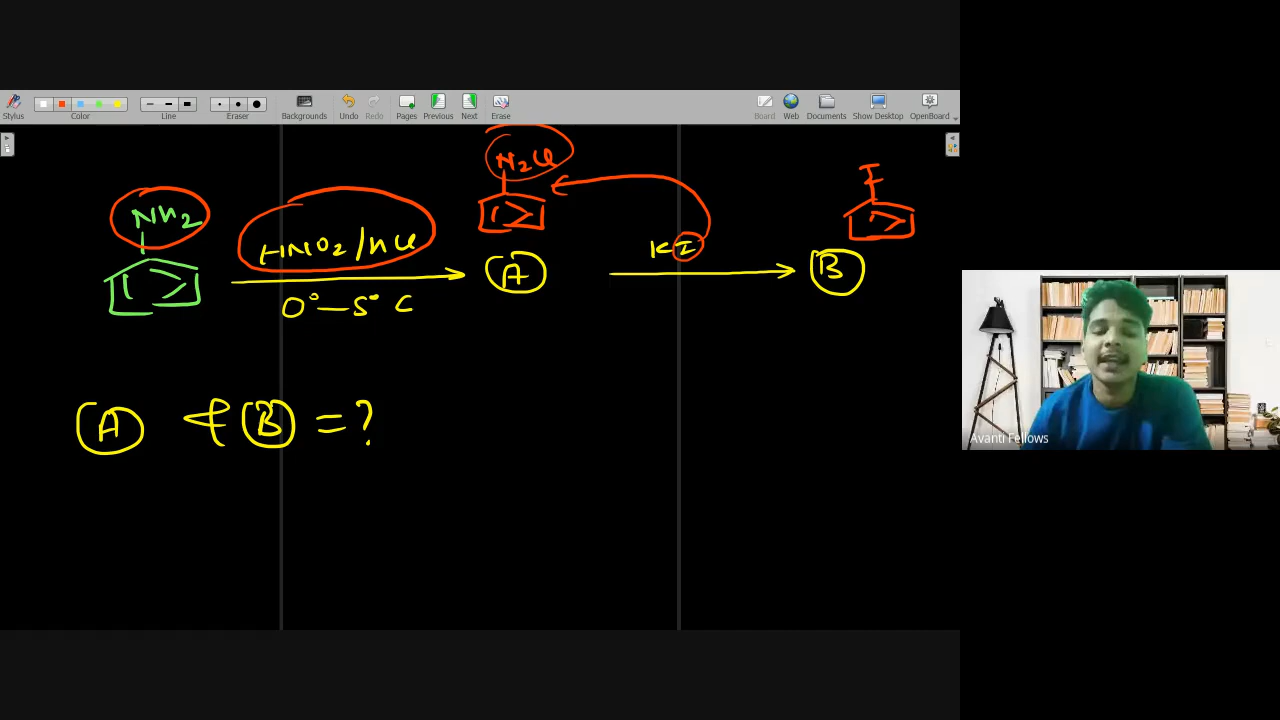 Stylus
Color
Line
Eraser
Backgrounds
Undo
Redo
Pages
Previous
Next
Erase
Board
Web
Documents
Show Desktop
OpenBoard
N₂Cl
I
NH₂
HNO₂/HCl
KI
A
B
0°-5° C
A & B = ?
Avanti Fellows